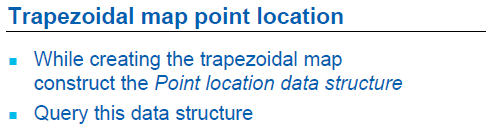 Trapezoidal map point location
While creating the trapezoidal map
construct the Point location data structure
Query this data structure